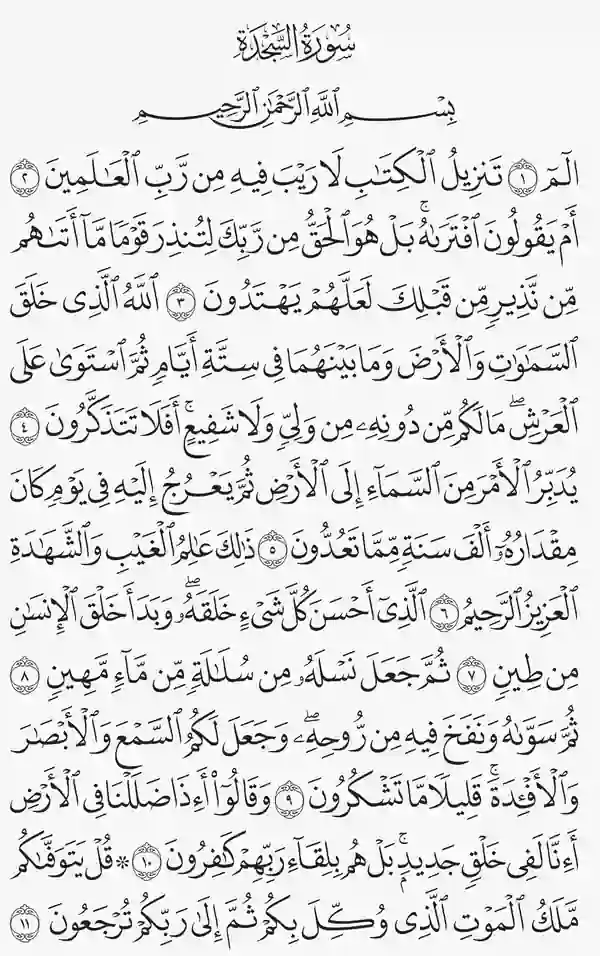 سُورَةُ السَّجۡدَةِ
بِسۡمِ ٱللَّهِ ٱلرَّحۡمَٰنِ ٱلرَّحِيمِ
الٓمٓ ١ تَنزِيلُ ٱلۡكِتَٰبِ لَا رَيۡبَ فِيهِ مِن رَّبِّ ٱلۡعَٰلَمِينَ ٢
أَمۡ يَقُولُونَ ٱفۡتَرَىٰهُۚ بَلۡ هُوَ ٱلۡحَقُّ مِن رَّبِّكَ لِتُنذِرَ قَوۡمٗا مَّآ أَتَىٰهُم
مِّن نَّذِيرٖ مِّن قَبۡلِكَ لَعَلَّهُمۡ يَهۡتَدُونَ ٣ ٱللَّهُ ٱلَّذِي خَلَقَ
ٱلسَّمَٰوَٰتِ وَٱلۡأَرۡضَ وَمَا بَيۡنَهُمَا فِي سِتَّةِ أَيَّامٖ ثُمَّ ٱسۡتَوَىٰ عَلَى
ٱلۡعَرۡشِۖ مَا لَكُم مِّن دُونِهِۦ مِن وَلِيّٖ وَلَا شَفِيعٍۚ أَفَلَا تَتَذَكَّرُونَ ٤
يُدَبِّرُ ٱلۡأَمۡرَ مِنَ ٱلسَّمَآءِ إِلَى ٱلۡأَرۡضِ ثُمَّ يَعۡرُجُ إِلَيۡهِ فِي يَوۡمٖ كَانَ
مِقۡدَارُهُۥٓ أَلۡفَ سَنَةٖ مِّمَّا تَعُدُّونَ ٥ ذَٰلِكَ عَٰلِمُ ٱلۡغَيۡبِ وَٱلشَّهَٰدَةِ
ٱلۡعَزِيزُ ٱلرَّحِيمُ ٦ ٱلَّذِيٓ أَحۡسَنَ كُلَّ شَيۡءٍ خَلَقَهُۥۖ وَبَدَأَ خَلۡقَ ٱلۡإِنسَٰنِ
مِن طِينٖ ٧ ثُمَّ جَعَلَ نَسۡلَهُۥ مِن سُلَٰلَةٖ مِّن مَّآءٖ مَّهِينٖ ٨
ثُمَّ سَوَّىٰهُ وَنَفَخَ فِيهِ مِن رُّوحِهِۦۖ وَجَعَلَ لَكُمُ ٱلسَّمۡعَ وَٱلۡأَبۡصَٰرَ
وَٱلۡأَفۡـِٔدَةَۚ قَلِيلٗا مَّا تَشۡكُرُونَ ٩ وَقَالُوٓاْ أَءِذَا ضَلَلۡنَا فِي ٱلۡأَرۡضِ
أَءِنَّا لَفِي خَلۡقٖ جَدِيدِۭۚ بَلۡ هُم بِلِقَآءِ رَبِّهِمۡ كَٰفِرُونَ ١٠ ۞ قُلۡ يَتَوَفَّىٰكُم
مَّلَكُ ٱلۡمَوۡتِ ٱلَّذِي وُكِّلَ بِكُمۡ ثُمَّ إِلَىٰ رَبِّكُمۡ تُرۡجَعُونَ ١١